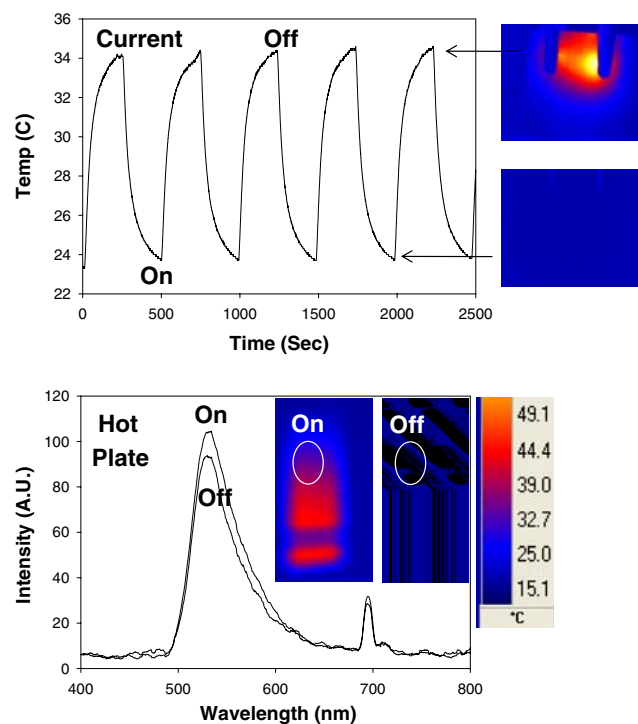 36
Current
Off
34
32
Temp (C)
30
28
26
24
On
22
0
500
1000
1500
2000
2500
Time (Sec)
120
Hot
Plate
On
On
Off
49.1
100
44.4
80
Off
39.0
Intensity (A.U.)
60
32.7
40
25.0
20
15.1
°C
0
400
500
600
700
800
Wavelength (nm)